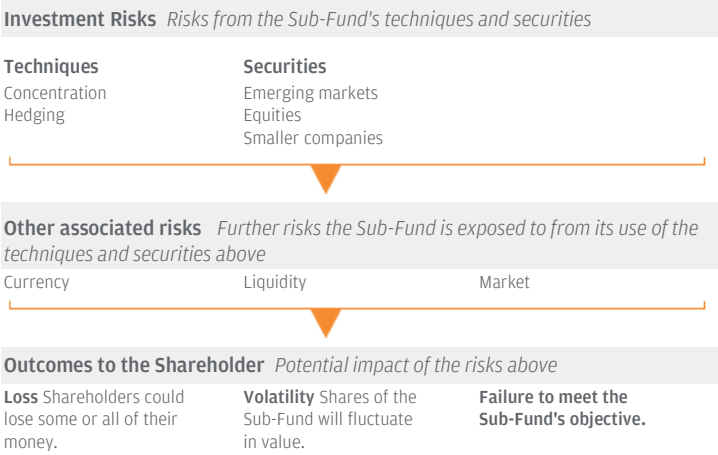 Investment Risks Risks from the Sub-Fund's techniques and securities
Techniques
Concentration
Hedging
Securities
Emerging markets
Equities
Smaller companies
Other associated risks Further risks the Sub-Fund is exposed to from its use of the
techniques and securities above
Currency
Liquidity
Market
Outcomes to the Shareholder Potential impact of the risks above
Loss Shareholders could
lose some or all of their
money.
Volatility Shares of the
Sub-Fund will fluctuate
in value.
Failure to meet the
Sub-Fund's objective.